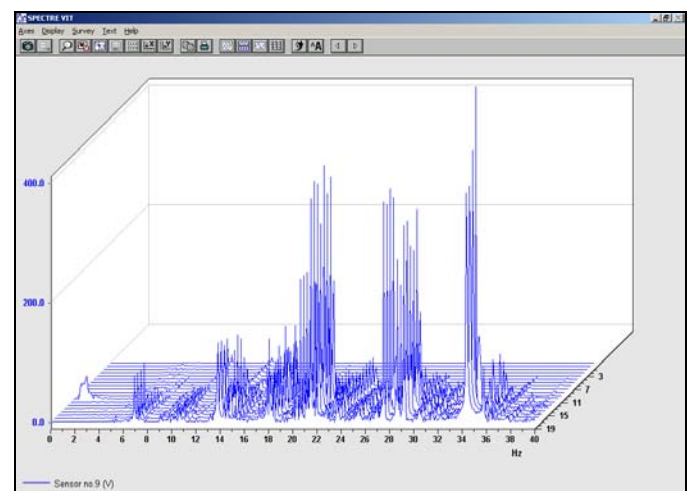 SPECTRE VIT
Axes Display Survey Text Help
400.0
200.0
0.0
0 2 4 6 8 10 12 14 16 18 20 22 24 26 28 30 32 34 36 38 40
Hz
3
7
11
15
19
Sensor no.9 (V)